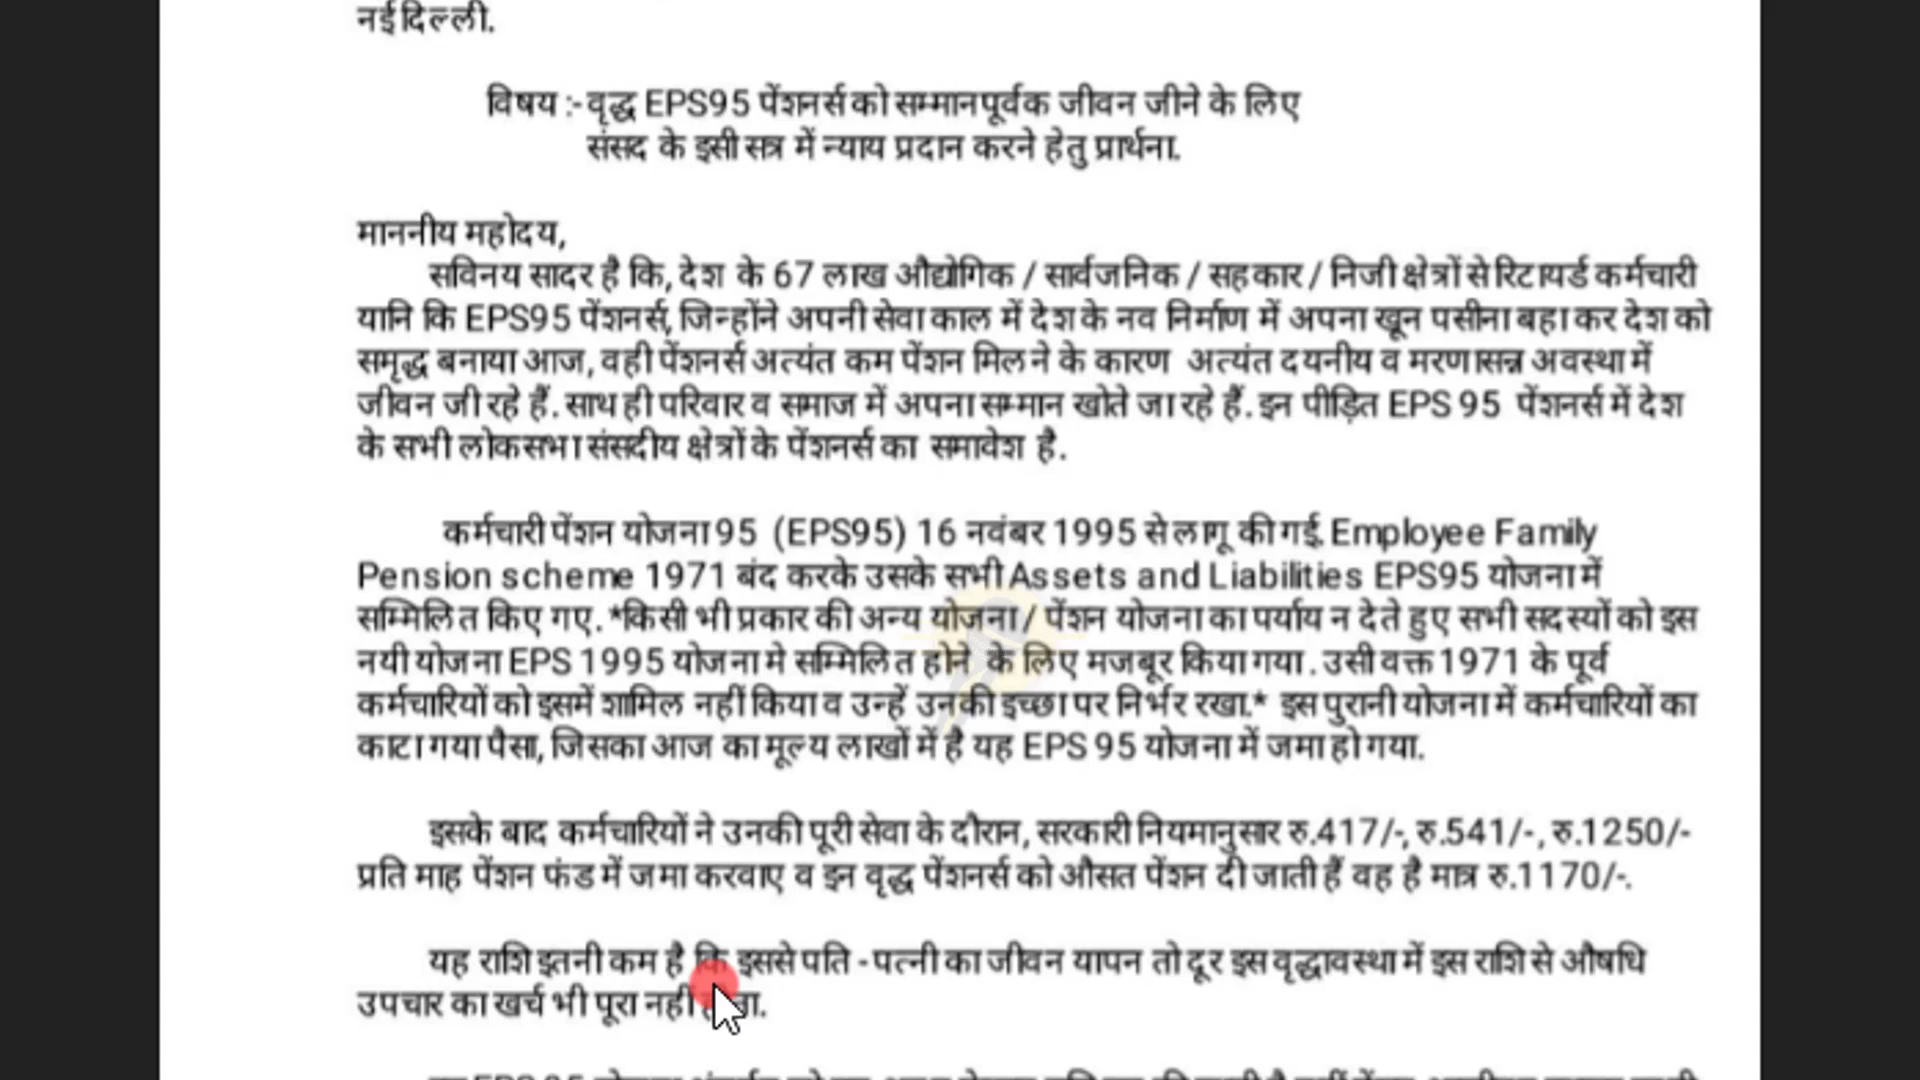 नई दिल्ली.
विषय :- वृद्ध EPS95 पेंशनर्स को सम्मानपूर्वक जीवन जीने के लिए
संसद के इसी सत्र में न्याय प्रदान करने हेतु प्रार्थना.
माननीय महोदय,
सविनय सादर है कि, देश के 67 लाख औद्योगिक / सार्वजनिक / सहकार / निजी क्षेत्रों से रिटायर्ड कर्मचारी
यानि कि EPS95 पेंशनर्स, जिन्होंने अपनी सेवा काल में देश के नव निर्माण में अपना खून पसीना बहा कर देश को
समृद्ध बनाया आज, वही पेंशनर्स अत्यंत कम पेंशन मिलने के कारण अत्यंत दयनीय व मरणासन्न अवस्था में
जीवन जी रहे हैं. साथ ही परिवार व समाज में अपना सम्मान खोते जा रहे हैं. इन पीड़ित EPS 95 पेंशनर्स में देश
के सभी लोकसभा संसदीय क्षेत्रों के पेंशनर्स का समावेश है.
कर्मचारी पेंशन योजना 95 (EPS95) 16 नवंबर 1995 से लागू की गई. Employee Family
Pension scheme 1971 बंद करके उसके सभी Assets and Liabilities EPS95 योजना में
सम्मिलित किए गए. *किसी भी प्रकार की अन्य योजना / पेंशन योजना का पर्याय न देते हुए सभी सदस्यों को इस
नयी योजना EPS 1995 योजना मे सम्मिलित होने के लिए मजबूर किया गया. उसी वक्त 1971 के पूर्व
कर्मचारियों को इसमें शामिल नहीं किया व उन्हें उनकी इच्छा पर निर्भर रखा.* इस पुरानी योजना में कर्मचारियों का
काटा गया पैसा, जिसका आज का मूल्य लाखों में है यह EPS 95 योजना में जमा हो गया.
इसके बाद कर्मचारियों ने उनकी पूरी सेवा के दौरान, सरकारी नियमानुसार रु.417/-, रु.541/-, रु.1250/-
प्रति माह पेंशन फंड में जमा करवाए व इन वृद्ध पेंशनर्स को औसत पेंशन दी जाती हैं वह है मात्र रु.1170/-.
यह राशि इतनी कम है कि इससे पति - पत्नी का जीवन यापन तो दूर इस वृद्धावस्था में इस राशि से औषधि
उपचार का खर्च भी पूरा नही